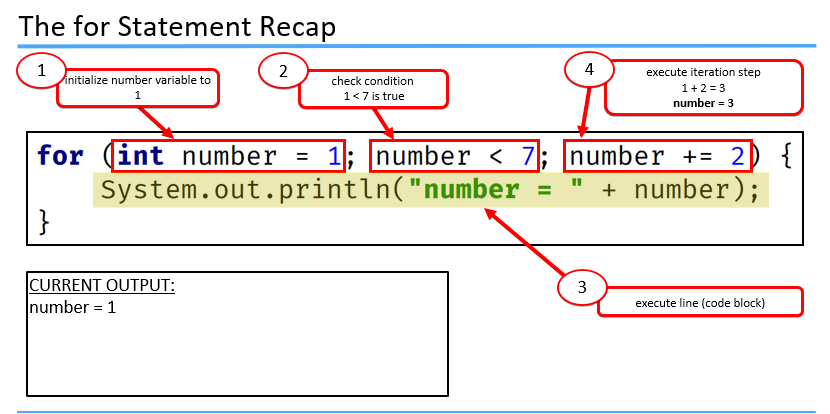 The for Statement Recap
1
initialize number variable to
1
2
check condition
1 < 7 is true
4
execute iteration step
1 + 2 = 3
number = 3
for (int number = 1; number < 7; number += 2) {
System.out.println("number = " + number);
}
3
execute line (code block)
CURRENT OUTPUT:
number = 1